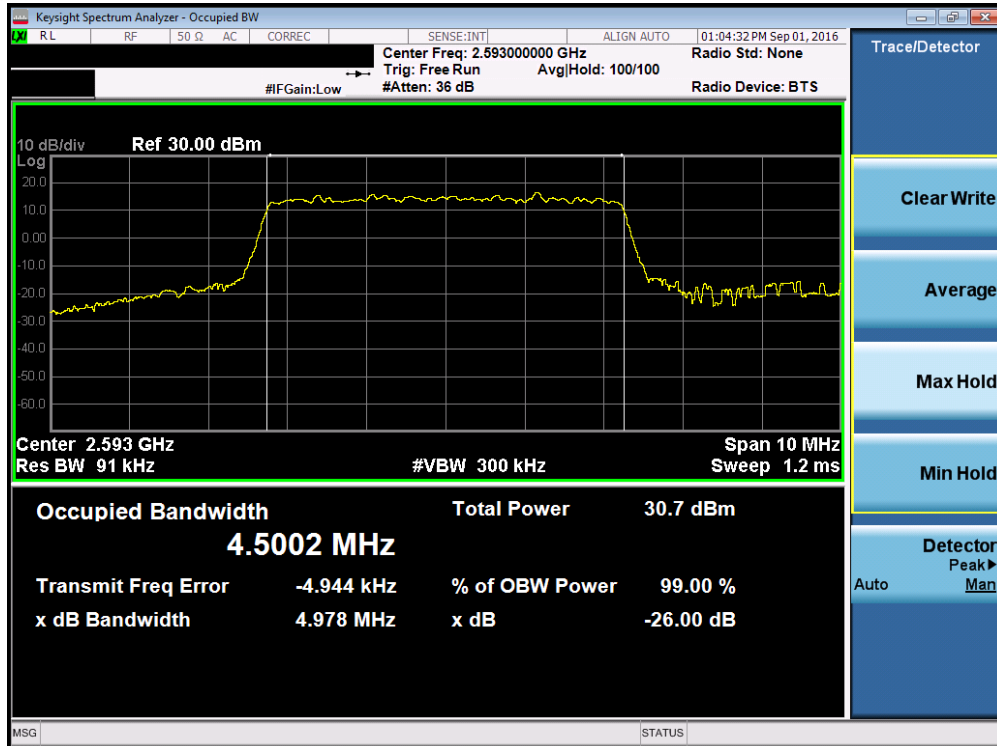 Keysight Spectrum Analyzer - Occupied BW
LXI RL RF 50 Ω AC CORREC SENSE:INT ALIGN AUTO 01:04:32 PM Sep 01, 2016
Center Freq: 2.593000000 GHz Radio Std: None
Trig: Free Run Avg|Hold: 100/100
#IFGain:Low #Atten: 36 dB Radio Device: BTS
10 dB/div Ref 30.00 dBm
Log
20.0
10.0
0.00
-10.0
-20.0
-30.0
-40.0
-50.0
-60.0
Center 2.593 GHz Span 10 MHz
Res BW 91 kHz #VBW 300 kHz Sweep 1.2 ms
Occupied Bandwidth Total Power 30.7 dBm
4.5002 MHz
Transmit Freq Error -4.944 kHz % of OBW Power 99.00 %
x dB Bandwidth 4.978 MHz x dB -26.00 dB
MSG STATUS
Trace/Detector
Clear Write
Average
Max Hold
Min Hold
Detector
Peak▶
Auto Man